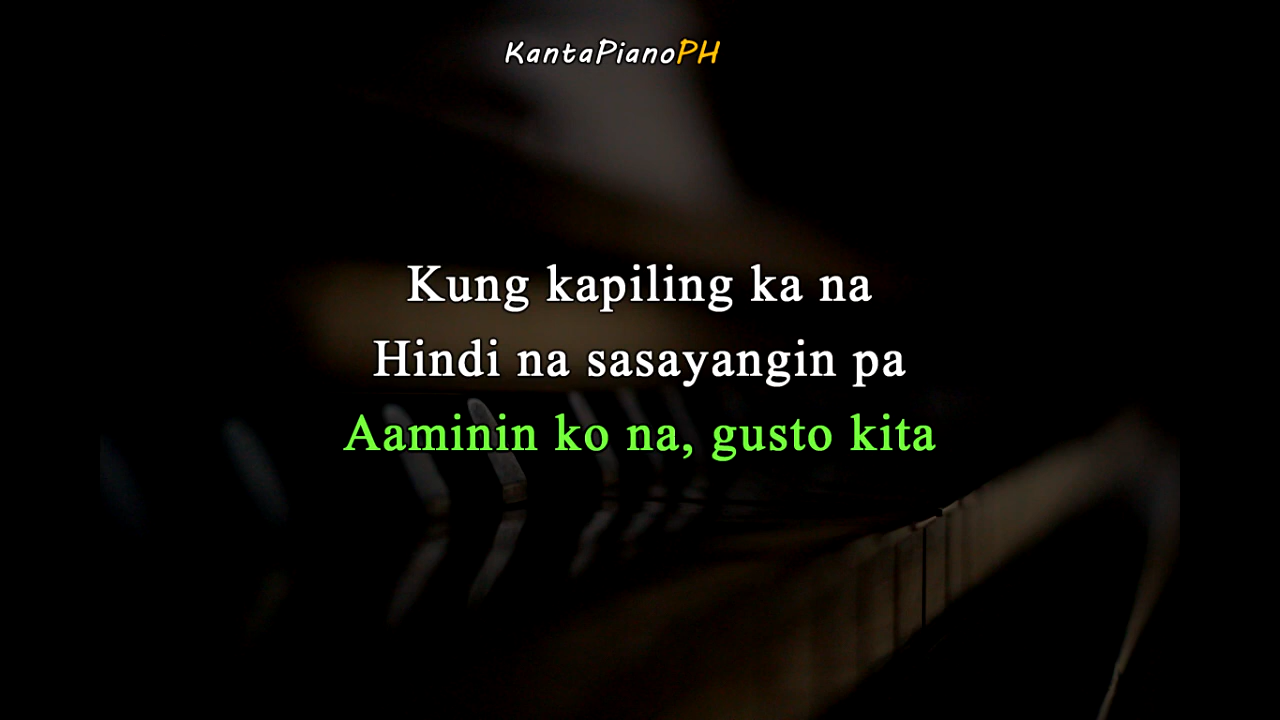 KantaPianoPH
Kung kapiling ka na
Hindi na sasayangin pa
Aaminin ko na, gusto kita